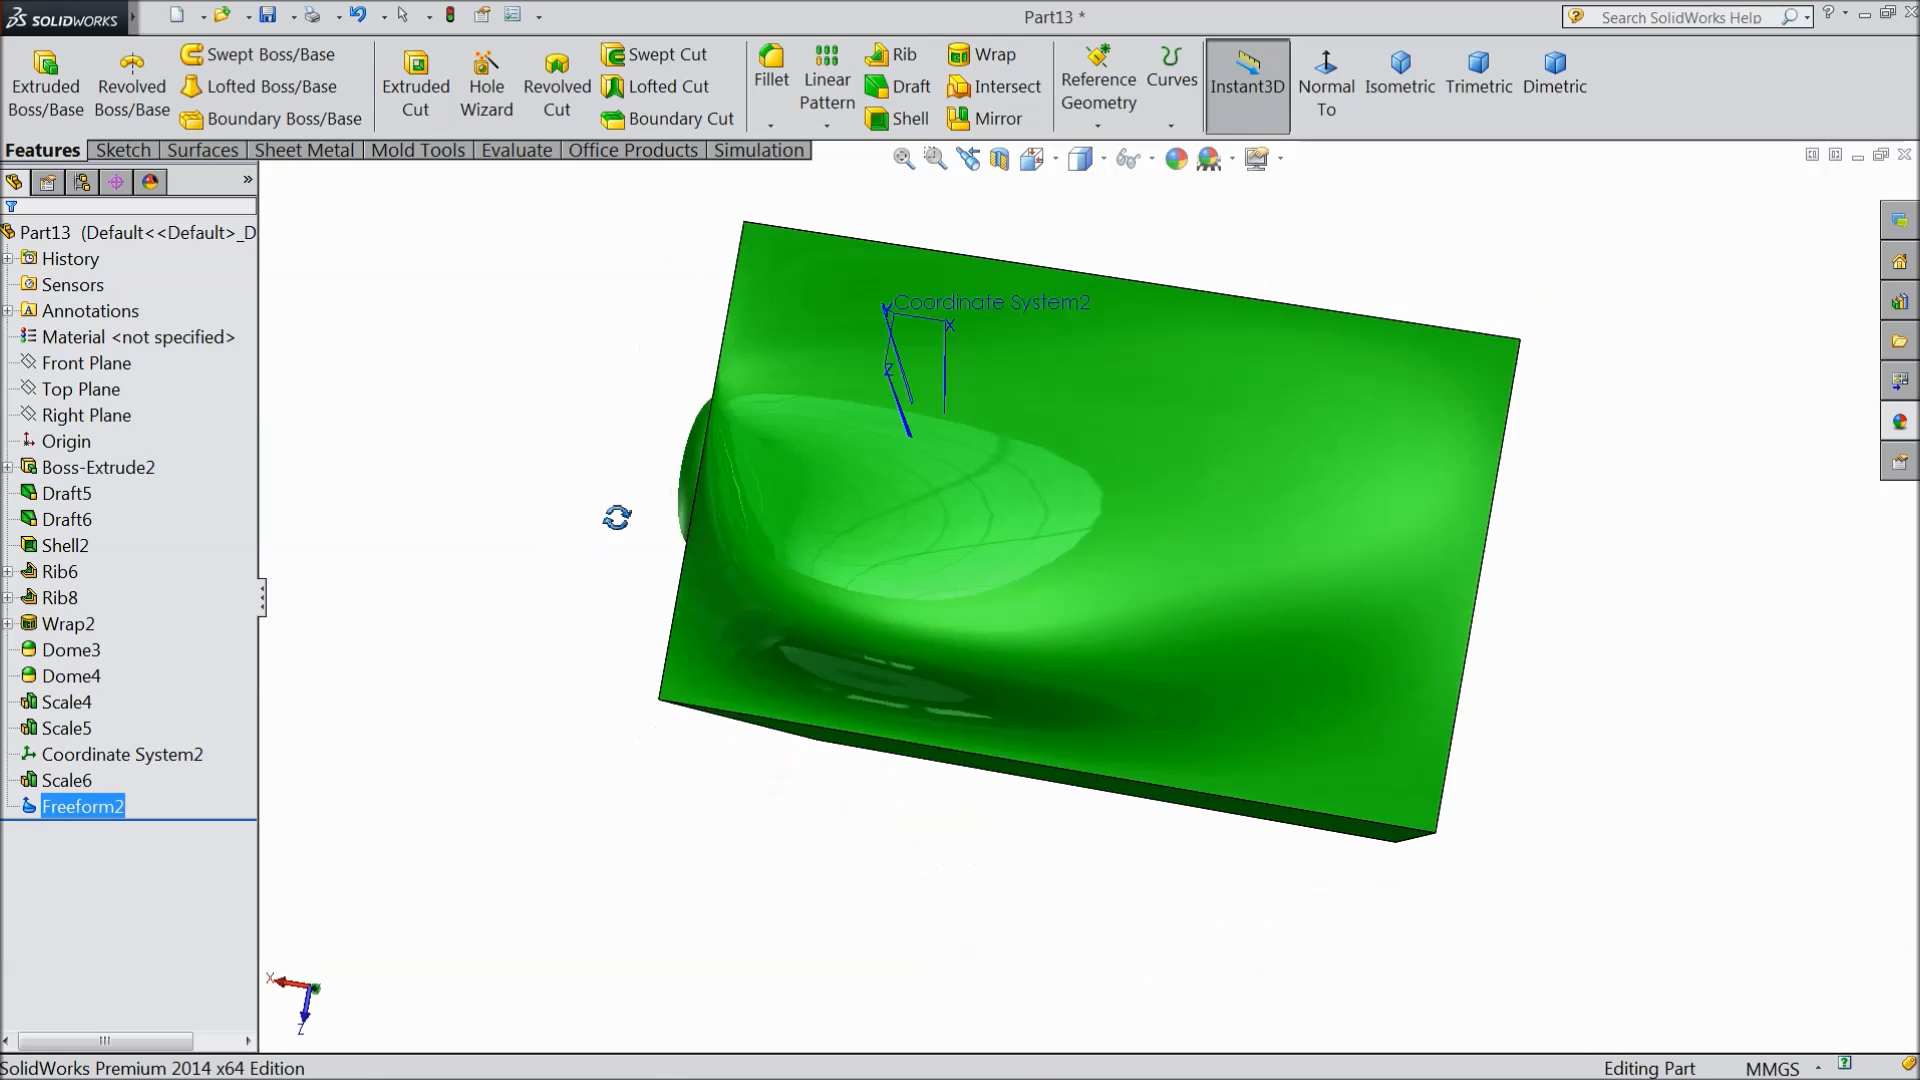 SOLIDWORKS
Part13 *
Search SolidWorks Help
Extruded Boss/Base
Revolved Boss/Base
Swept Boss/Base
Lofted Boss/Base
Boundary Boss/Base
Extruded Cut
Hole Wizard
Revolved Cut
Swept Cut
Lofted Cut
Boundary Cut
Fillet
Linear Pattern
Rib
Draft
Shell
Wrap
Intersect
Mirror
Reference Geometry
Curves
Instant3D
Normal To
Isometric
Trimetric
Dimetric
Features
Sketch
Surfaces
Sheet Metal
Mold Tools
Evaluate
Office Products
Simulation
Part13 (Default<<Default>_D
History
Sensors
Annotations
Material <not specified>
Front Plane
Top Plane
Right Plane
Origin
Boss-Extrude2
Draft5
Draft6
Shell2
Rib6
Rib8
Wrap2
Dome3
Dome4
Scale4
Scale5
Coordinate System2
Scale6
Freeform2
Y Coordinate System2
X
Z
X
Z
SolidWorks Premium 2014 x64 Edition
Editing Part
MMGS